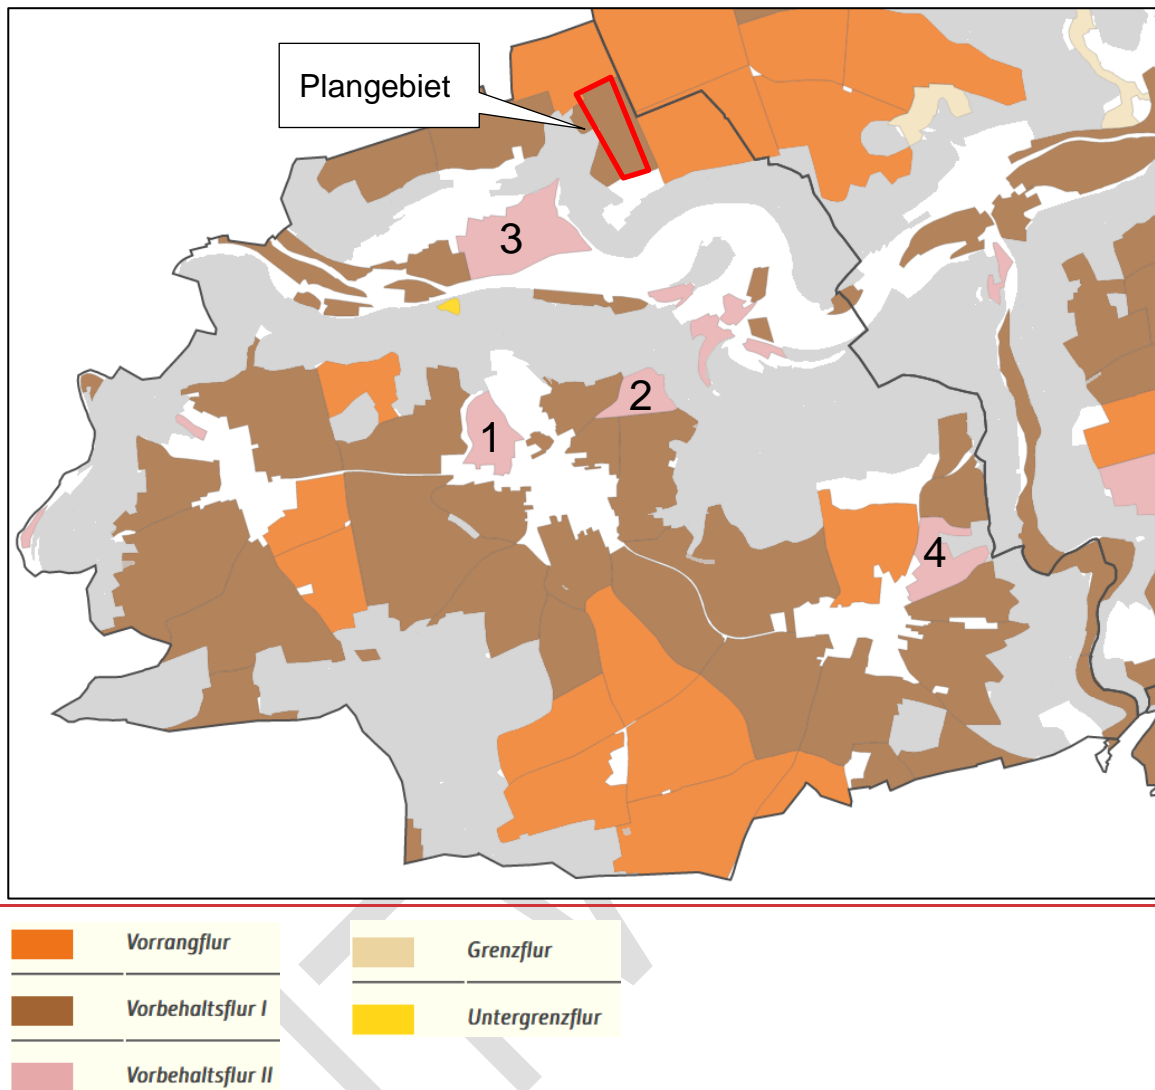 Plangebiet
3
2
1
4
Vorrangflur
Vorbehaltsflur I
Vorbehaltsflur II
Grenzflur
Untergrenzflur